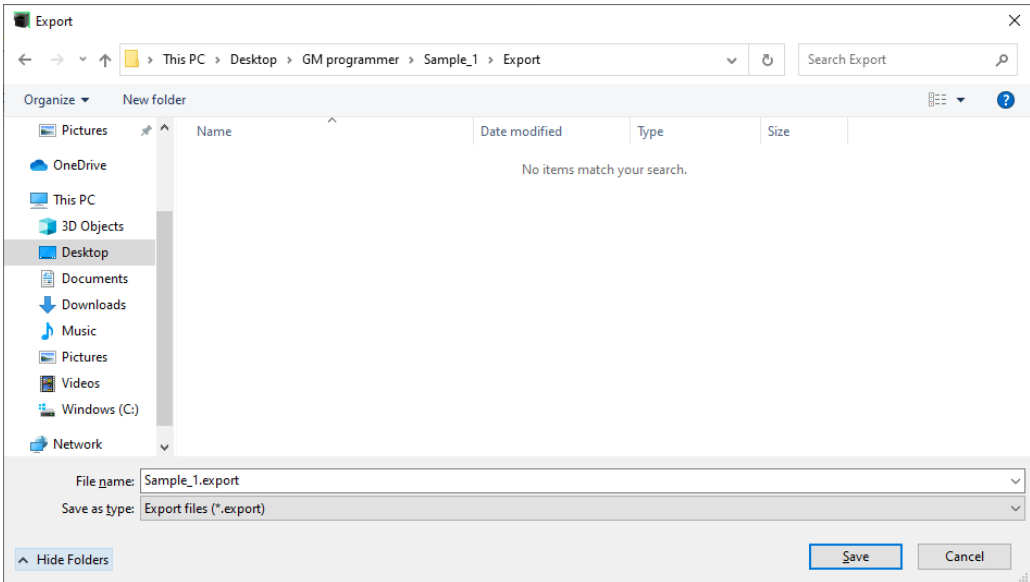 Export
This PC > Desktop > GM programmer > Sample_1 > Export
Search Export
Organize
New folder
Name
Date modified
Type
Size
No items match your search.
Pictures
OneDrive
This PC
3D Objects
Desktop
Documents
Downloads
Music
Pictures
Videos
Windows (C:)
Network
File name: Sample_1.export
Save as type: Export files (*.export)
Hide Folders
Save
Cancel